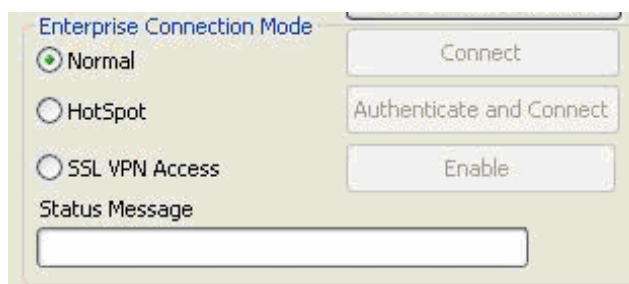 Enterprise Connection Mode
Normal
Connect
HotSpot
Authenticate and Connect
SSL VPN Access
Enable
Status Message